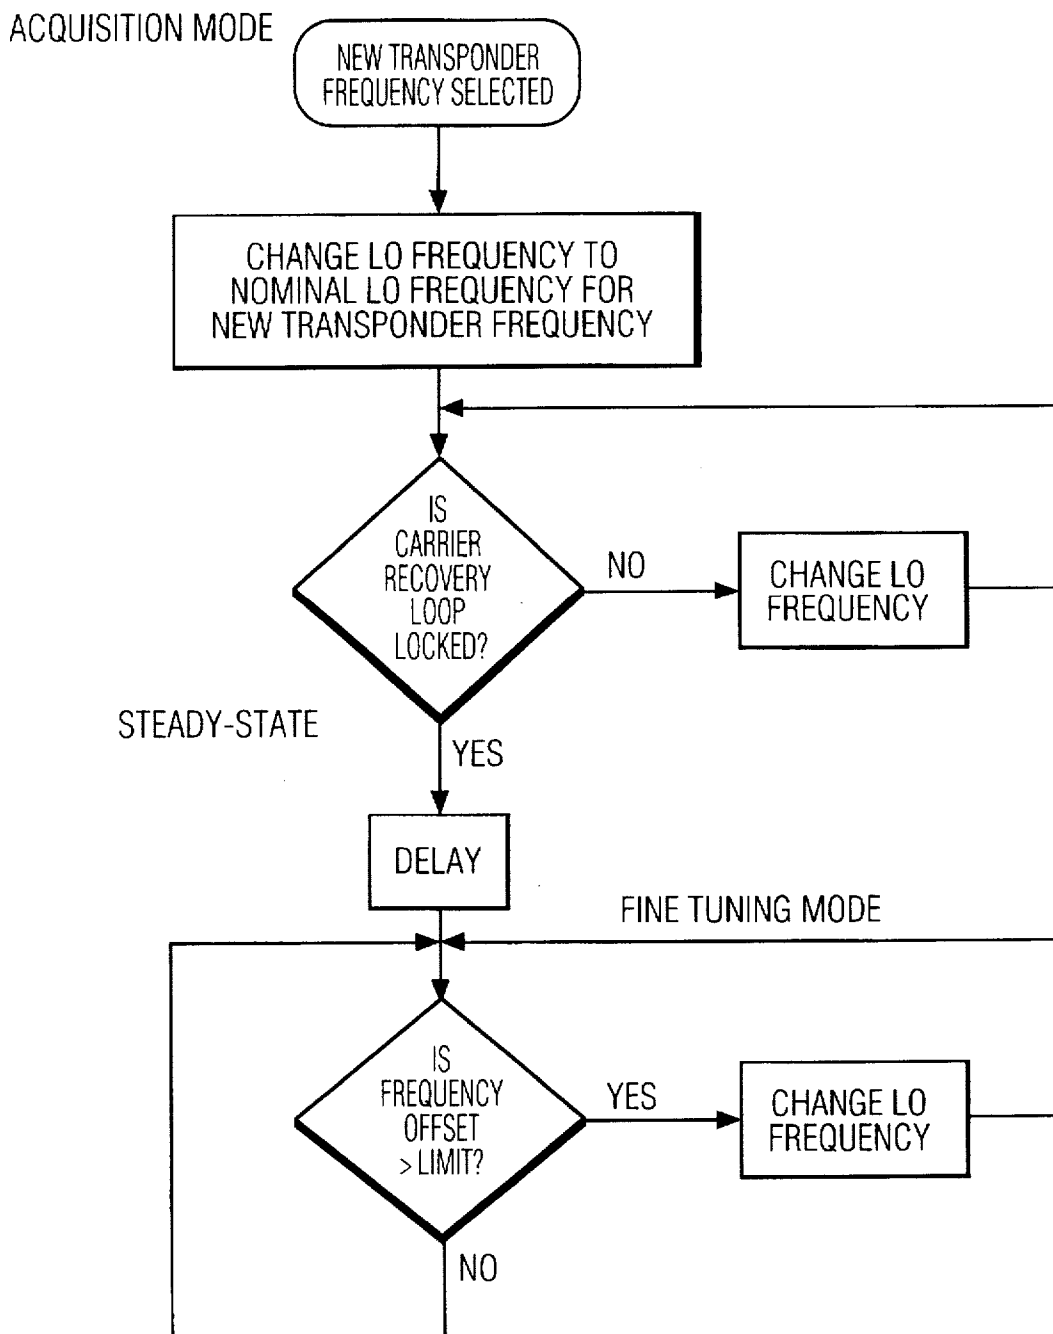 ACQUISITION MODE
NEW TRANSPONDER
FREQUENCY SELECTED
CHANGE LO FREQUENCY TO
NOMINAL LO FREQUENCY FOR
NEW TRANSPONDER FREQUENCY
IS
CARRIER
RECOVERY
LOOP
LOCKED?
NO
CHANGE LO
FREQUENCY
STEADY-STATE
YES
DELAY
FINE TUNING MODE
IS
FREQUENCY
OFFSET
> LIMIT?
YES
CHANGE LO
FREQUENCY
NO